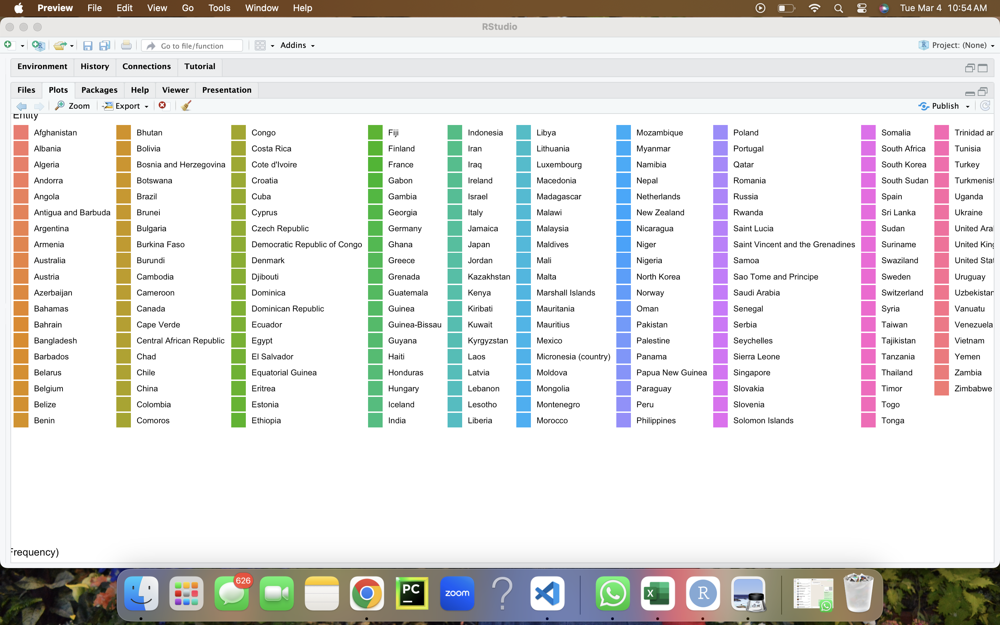 Preview File Edit View Go Tools Window Help Tue Mar 4 10:54 AM
RStudio
Go to file/function Addins Project: (None)
Environment History Connections Tutorial
Files Plots Packages Help Viewer Presentation
Zoom Export Publish
Entity
Afghanistan Bhutan Congo Fiji Indonesia Libya Mozambique Poland Somalia Trinidad an
Albania Bolivia Costa Rica Finland Iran Lithuania Myanmar Portugal South Africa Tunisia
Algeria Bosnia and Herzegovina Cote d'Ivoire France Iraq Luxembourg Namibia Qatar South Korea Turkey
Andorra Botswana Croatia Gabon Ireland Macedonia Nepal Romania South Sudan Turkmenist
Angola Brazil Cuba Gambia Israel Madagascar Netherlands Russia Spain Uganda
Antigua and Barbuda Brunei Cyprus Georgia Italy Malawi New Zealand Rwanda Sri Lanka Ukraine
Argentina Bulgaria Czech Republic Germany Jamaica Malaysia Nicaragua Saint Lucia Sudan United Ara
Armenia Burkina Faso Democratic Republic of Congo Ghana Japan Maldives Niger Saint Vincent and the Grenadines Suriname United King
Australia Burundi Denmark Greece Jordan Mali Nigeria Samoa Swaziland United Stat
Austria Cambodia Djibouti Grenada Kazakhstan Malta North Korea Sao Tome and Principe Sweden Uruguay
Azerbaijan Cameroon Dominica Guatemala Kenya Marshall Islands Norway Saudi Arabia Switzerland Uzbekistan
Bahamas Canada Dominican Republic Guinea Kiribati Mauritania Oman Senegal Syria Vanuatu
Bahrain Cape Verde Ecuador Guinea-Bissau Kuwait Mauritius Pakistan Serbia Taiwan Venezuela
Bangladesh Central African Republic Egypt Guyana Kyrgyzstan Mexico Palestine Seychelles Tajikistan Vietnam
Barbados Chad El Salvador Haiti Laos Micronesia (country) Panama Sierra Leone Tanzania Yemen
Belarus Chile Equatorial Guinea Honduras Latvia Moldova Papua New Guinea Singapore Thailand Zambia
Belgium China Eritrea Hungary Lebanon Mongolia Paraguay Slovakia Timor Zimbabwe
Belize Colombia Estonia Iceland Lesotho Montenegro Peru Slovenia Togo
Benin Comoros Ethiopia India Liberia Morocco Philippines Solomon Islands Tonga
Frequency)
626
PC zoom ? X R